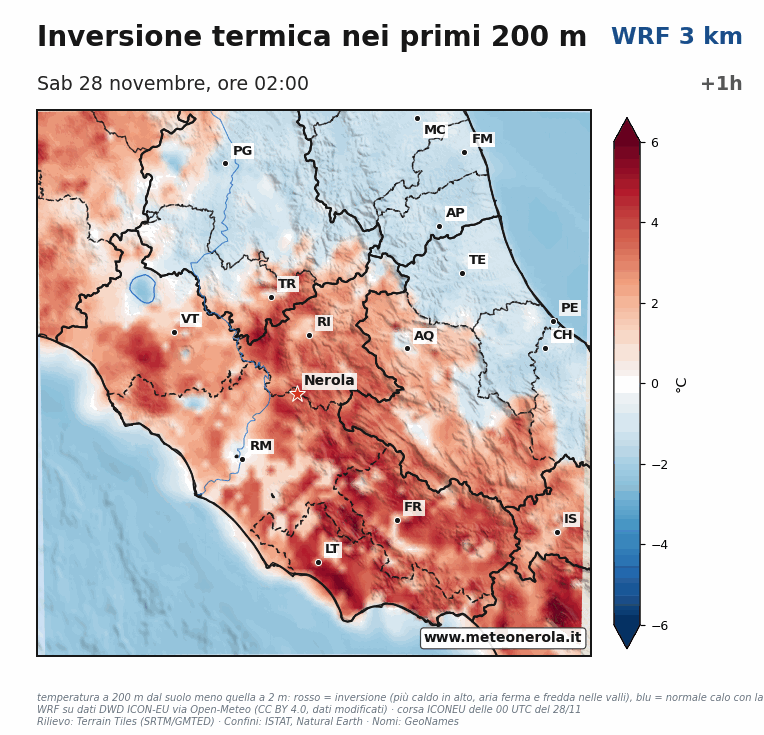 Inversione termica nei primi 200 m WRF 3 km
Sab 28 novembre, ore 02:00 +1h
MC
FM
PG
AP
TE
TR
PE
VT
RI
AQ
CH
Nerola
RM
FR
IS
LT
www.meteonerola.it
6
4
2
0
−2
−4
−6
°C
temperatura a 200 m dal suolo meno quella a 2 m: rosso = inversione (più caldo in alto, aria ferma e fredda nelle valli), blu = normale calo con la
WRF su dati DWD ICON-EU via Open-Meteo (CC BY 4.0, dati modificati) · corsa ICONEU delle 00 UTC del 28/11
Rilievo: Terrain Tiles (SRTM/GMTED) · Confini: ISTAT, Natural Earth · Nomi: GeoNames